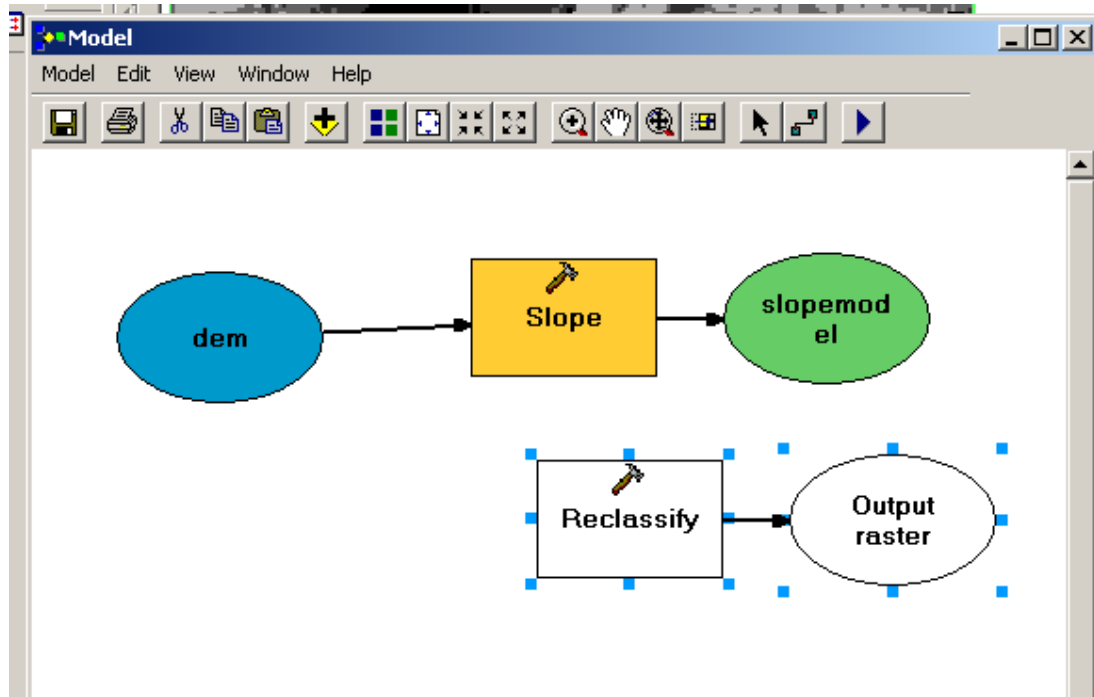 Model
Model Edit View Window Help
dem
Slope
slopemod
el
Reclassify
Output
raster